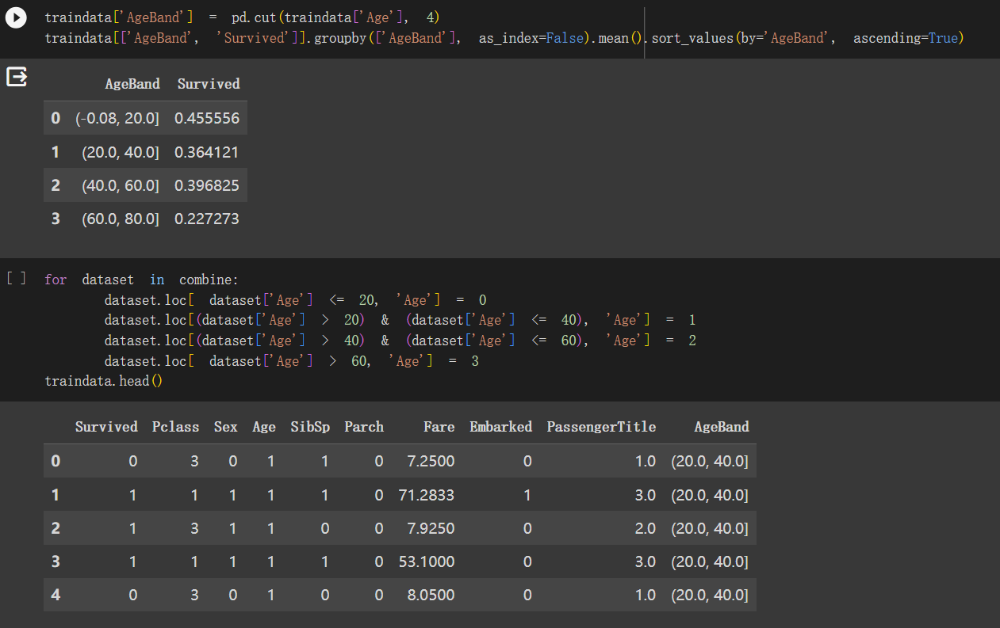 traindata['AgeBand'] = pd.cut(traindata['Age'], 4)
traindata[['AgeBand', 'Survived']].groupby(['AgeBand'], as_index=False).mean().sort_values(by='AgeBand', ascending=True)
AgeBand Survived
0 (-0.08, 20.0] 0.455556
1 (20.0, 40.0] 0.364121
2 (40.0, 60.0] 0.396825
3 (60.0, 80.0] 0.227273
[ ] for dataset in combine:
dataset.loc[ dataset['Age'] <= 20, 'Age'] = 0
dataset.loc[(dataset['Age'] > 20) & (dataset['Age'] <= 40), 'Age'] = 1
dataset.loc[(dataset['Age'] > 40) & (dataset['Age'] <= 60), 'Age'] = 2
dataset.loc[ dataset['Age'] > 60, 'Age'] = 3
traindata.head()
Survived Pclass Sex Age SibSp Parch Fare Embarked PassengerTitle AgeBand
0 0 3 0 1 1 0 7.2500 0 1.0 (20.0, 40.0]
1 1 1 1 1 1 0 71.2833 1 3.0 (20.0, 40.0]
2 1 3 1 1 0 0 7.9250 0 2.0 (20.0, 40.0]
3 1 1 1 1 1 0 53.1000 0 3.0 (20.0, 40.0]
4 0 3 0 1 0 0 8.0500 0 1.0 (20.0, 40.0]